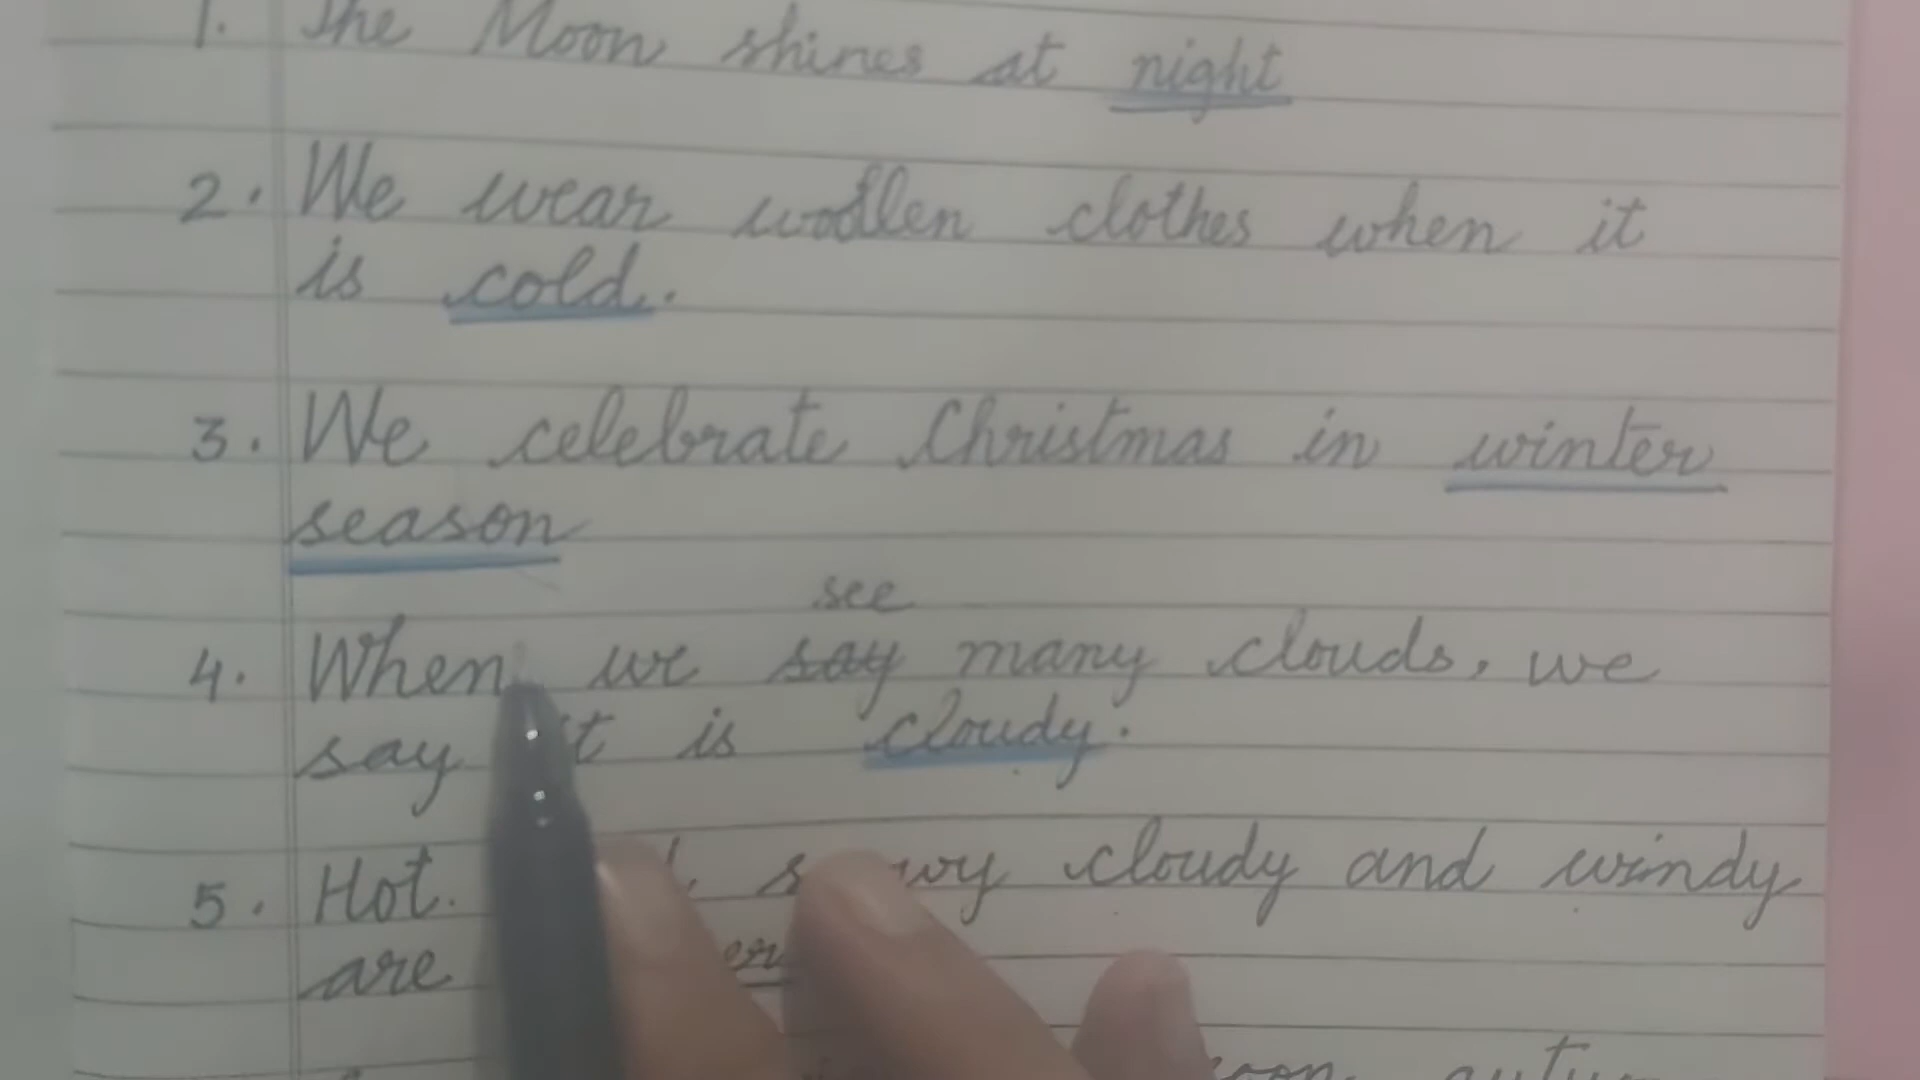 1. The Moon shines at night
2. We wear woollen clothes when it
is cold.
3. We celebrate Christmas in winter
season
see
4. When we say many clouds, we
say it is cloudy.
5. Hot. cloudy and windy
are